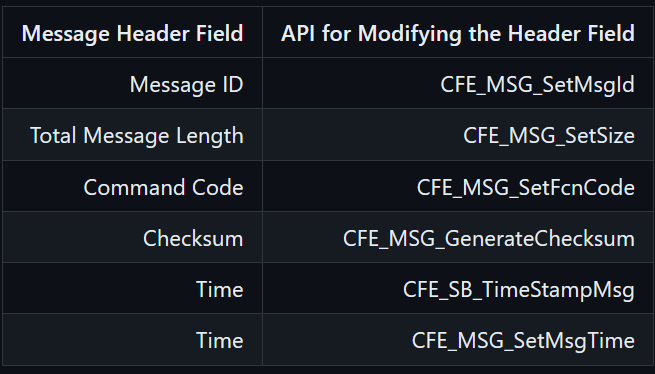 Message Header Field API for Modifying the Header Field
Message ID CFE_MSG_SetMsgId
Total Message Length CFE_MSG_SetSize
Command Code CFE_MSG_SetFcnCode
Checksum CFE_MSG_GenerateChecksum
Time CFE_SB_TimeStampMsg
Time CFE_MSG_SetMsgTime